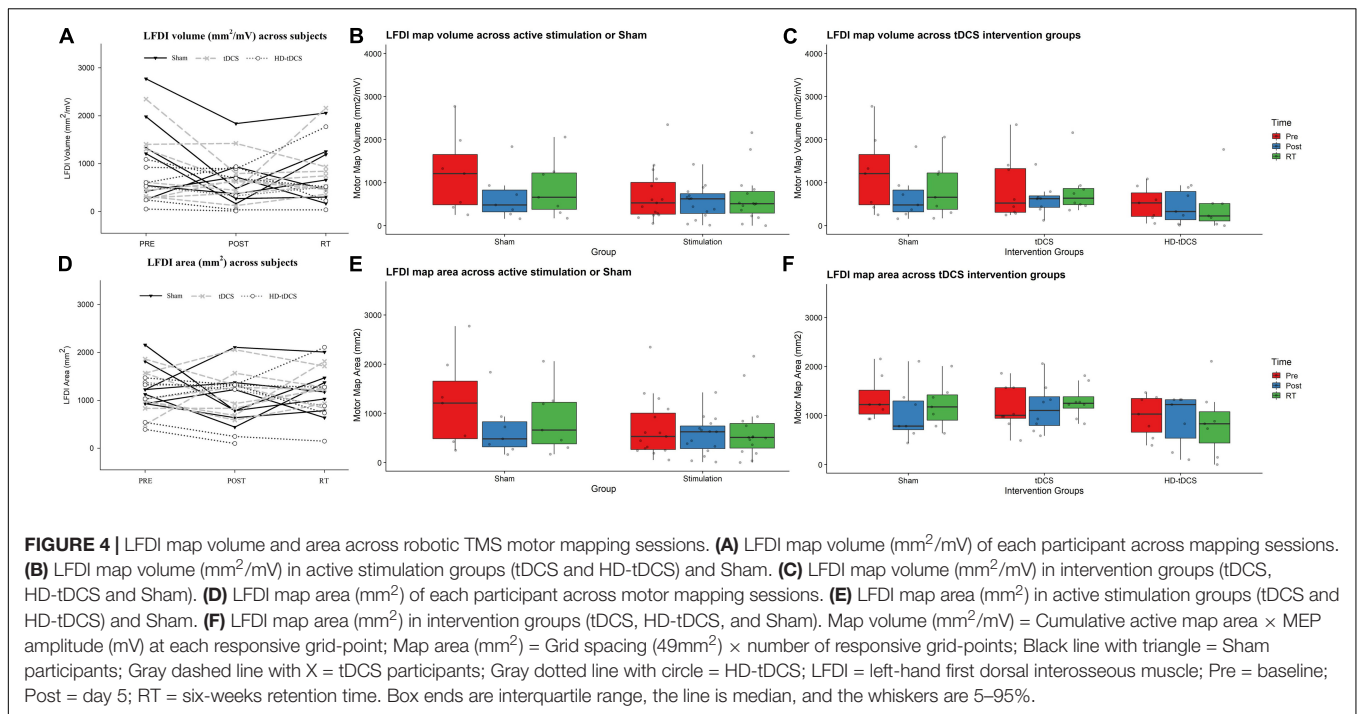 A
LFDI volume (mm²/mV) across subjects
Sham tDCS HD-tDCS
LFDI Volume (mm²/mV)
3000
2000
1000
0
PRE POST RT
B
LFDI map volume across active stimulation or Sham
Motor Map Volume (mm2/mV)
4000
3000
2000
1000
0
Sham Stimulation
Group
C
LFDI map volume across tDCS intervention groups
Motor Map Volume (mm2/mV)
4000
3000
2000
1000
0
Sham tDCS HD-tDCS
Intervention Groups
Time
Pre
Post
RT
D
LFDI area (mm²) across subjects
Sham tDCS HD-tDCS
LFDI Area (mm²)
3000
2000
1000
0
PRE POST RT
E
LFDI map area across active stimulation or Sham
Motor Map Area (mm2)
4000
3000
2000
1000
0
Sham Stimulation
Group
F
LFDI map area across tDCS intervention groups
Motor Map Area (mm2)
4000
3000
2000
1000
0
Sham tDCS HD-tDCS
Intervention Groups
Time
Pre
Post
RT
FIGURE 4 | LFDI map volume and area across robotic TMS motor mapping sessions. (A) LFDI map volume (mm²/mV) of each participant across mapping sessions.
(B) LFDI map volume (mm²/mV) in active stimulation groups (tDCS and HD-tDCS) and Sham. (C) LFDI map volume (mm²/mV) in intervention groups (tDCS,
HD-tDCS and Sham). (D) LFDI map area (mm²) of each participant across motor mapping sessions. (E) LFDI map area (mm²) in active stimulation groups (tDCS and
HD-tDCS) and Sham. (F) LFDI map area (mm²) in intervention groups (tDCS, HD-tDCS, and Sham). Map volume (mm²/mV) = Cumulative active map area × MEP
amplitude (mV) at each responsive grid-point; Map area (mm²) = Grid spacing (49mm²) × number of responsive grid-points; Black line with triangle = Sham
participants; Gray dashed line with X = tDCS participants; Gray dotted line with circle = HD-tDCS; LFDI = left-hand first dorsal interosseous muscle; Pre = baseline;
Post = day 5; RT = six-weeks retention time. Box ends are interquartile range, the line is median, and the whiskers are 5–95%.